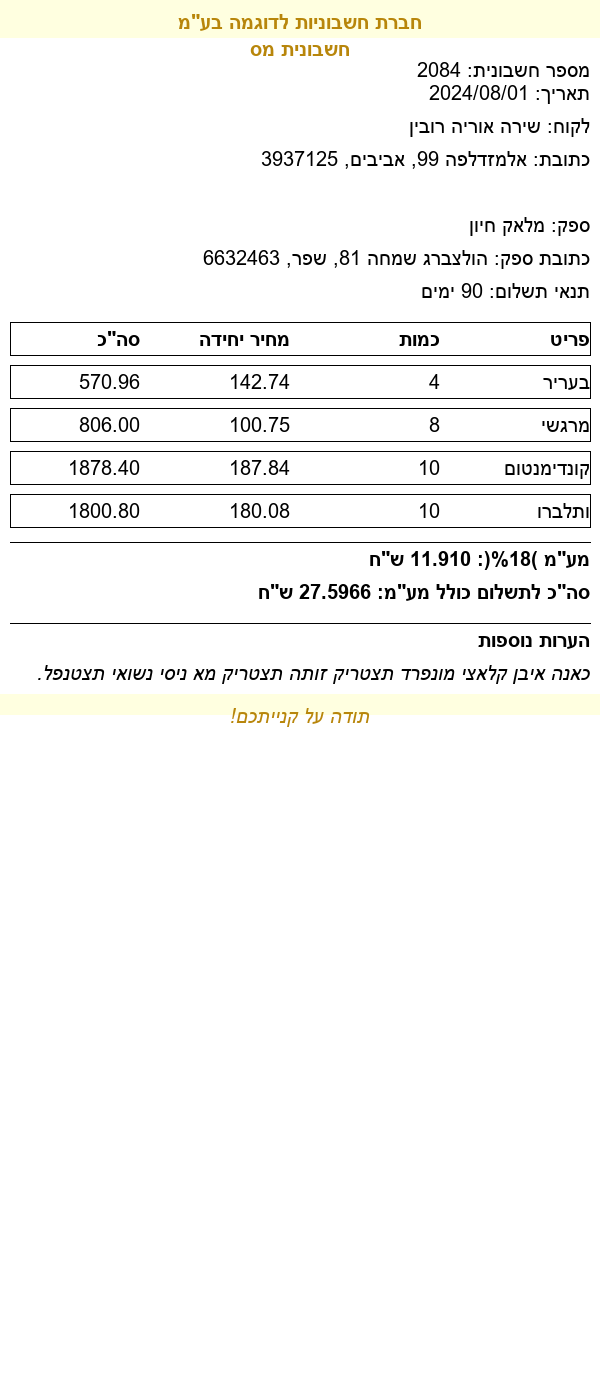 חברת חשבוניות לדוגמה בע"מ
חשבונית מס
מספר חשבונית: 2084
תאריך: 2024/08/01
לקוח: שירה אוריה רובין
כתובת: אלמזדלפה 99, אביבים, 3937125
ספק: מלאק חיון
כתובת ספק: הולצברג שמחה 81, שפר, 6632463
תנאי תשלום: 90 ימים
פריט כמות מחיר יחידה סה"כ
בעריר 4 142.74 570.96
מרגשי 8 100.75 806.00
קונדימנטום 10 187.84 1878.40
ותלברו 10 180.08 1800.80
מע"מ )18%(: 11.910 ש"ח
סה"כ לתשלום כולל מע"מ: 27.5966 ש"ח
הערות נוספות
כאנה איבן קלאצי מונפרד תצטריק זותה תצטריק מא ניסי נשואי תצטנפל.
תודה על קנייתכם!